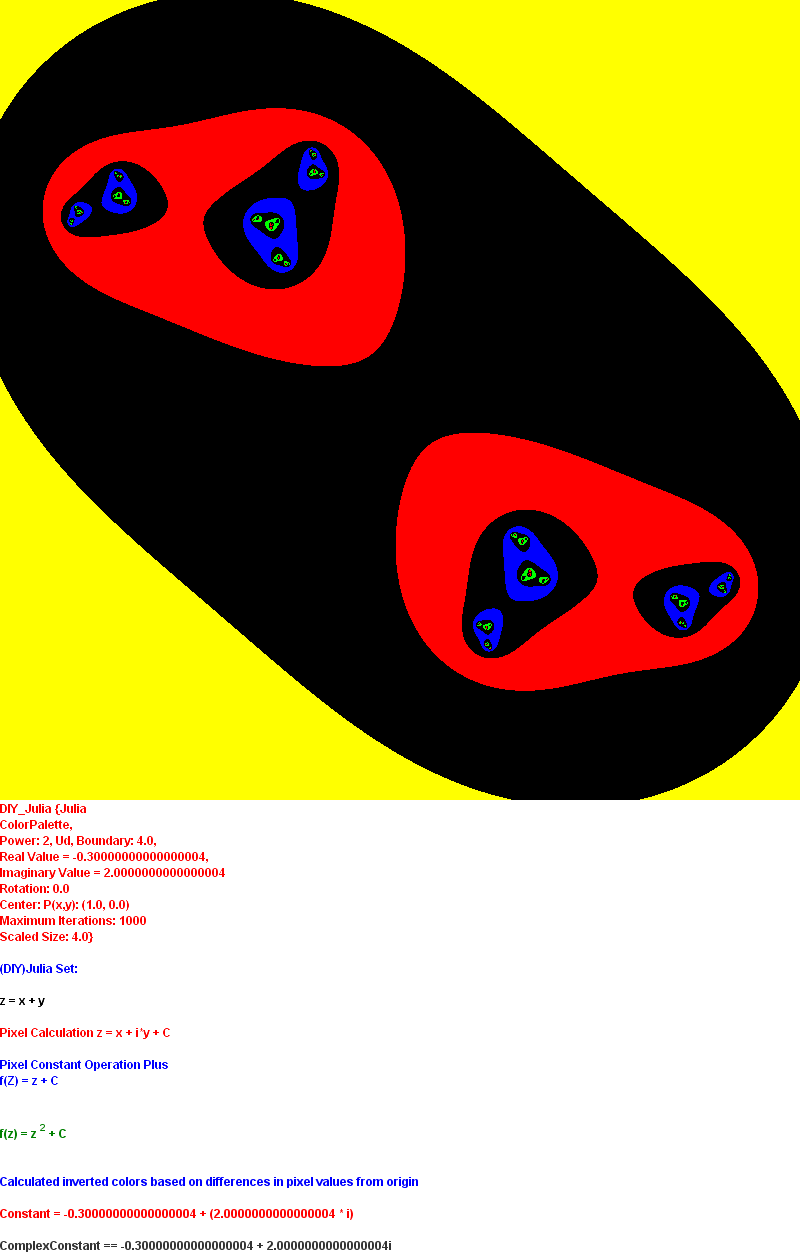 DIY_Julia {Julia
ColorPalette,
Power: 2, Ud, Boundary: 4.0,
Real Value = -0.30000000000000004,
Imaginary Value = 2.0000000000000004
Rotation: 0.0
Center: P(x,y): (1.0, 0.0)
Maximum Iterations: 1000
Scaled Size: 4.0}
(DIY)Julia Set:
z = x + y
Pixel Calculation z = x + i*y + C
Pixel Constant Operation Plus
f(Z) = z + C
f(z) = z ² + C
Calculated inverted colors based on differences in pixel values from origin
Constant = -0.30000000000000004 + (2.0000000000000004 * i)
ComplexConstant == -0.30000000000000004 + 2.0000000000000004i